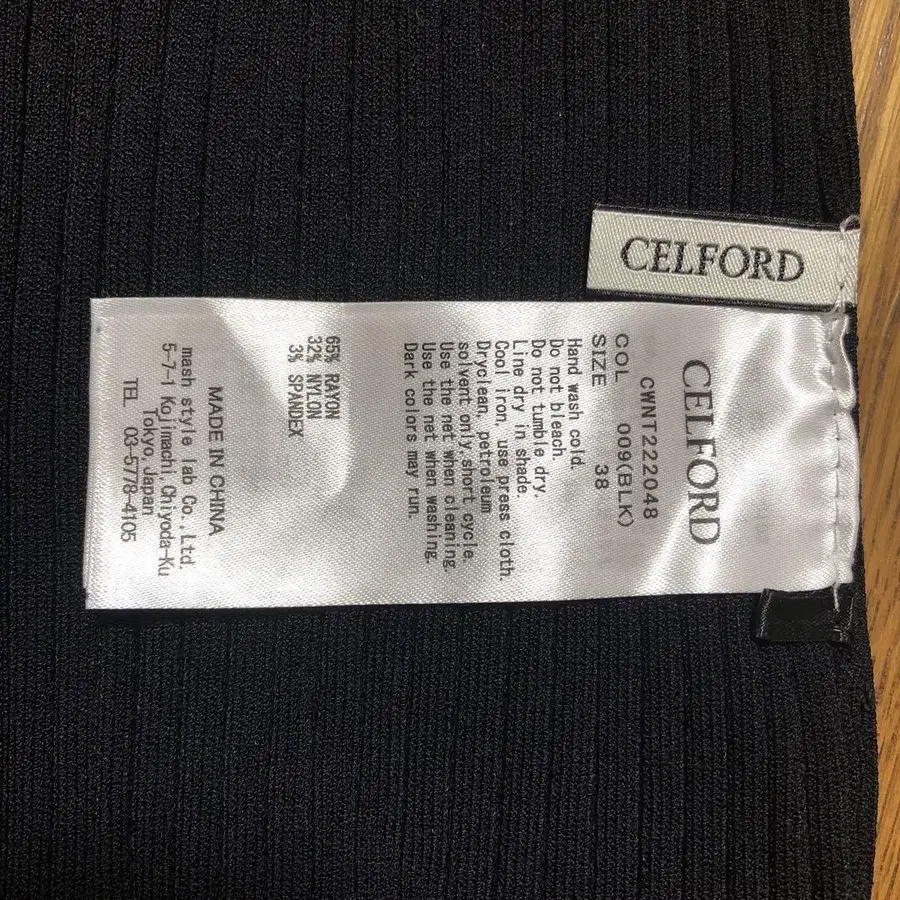 CELFORD
CELFORD
CWNT222048
COL 009(BLK)
SIZE 38
Hand wash cold.
Do not bleach.
Do not tumble dry.
Line dry in shade.
Cool iron, use press cloth.
Dryclean, petroleum
solvent only,short cycle.
Use the net when cleaning.
Use the net when washing.
Dark colors may run.
65% RAYON
32% NYLON
3% SPANDEX
MADE IN CHINA
mash style lab Co.,Ltd.
5-7-1 Kojimachi,Chiyoda-Ku
Tokyo,Japan
TEL 03-5778-4105